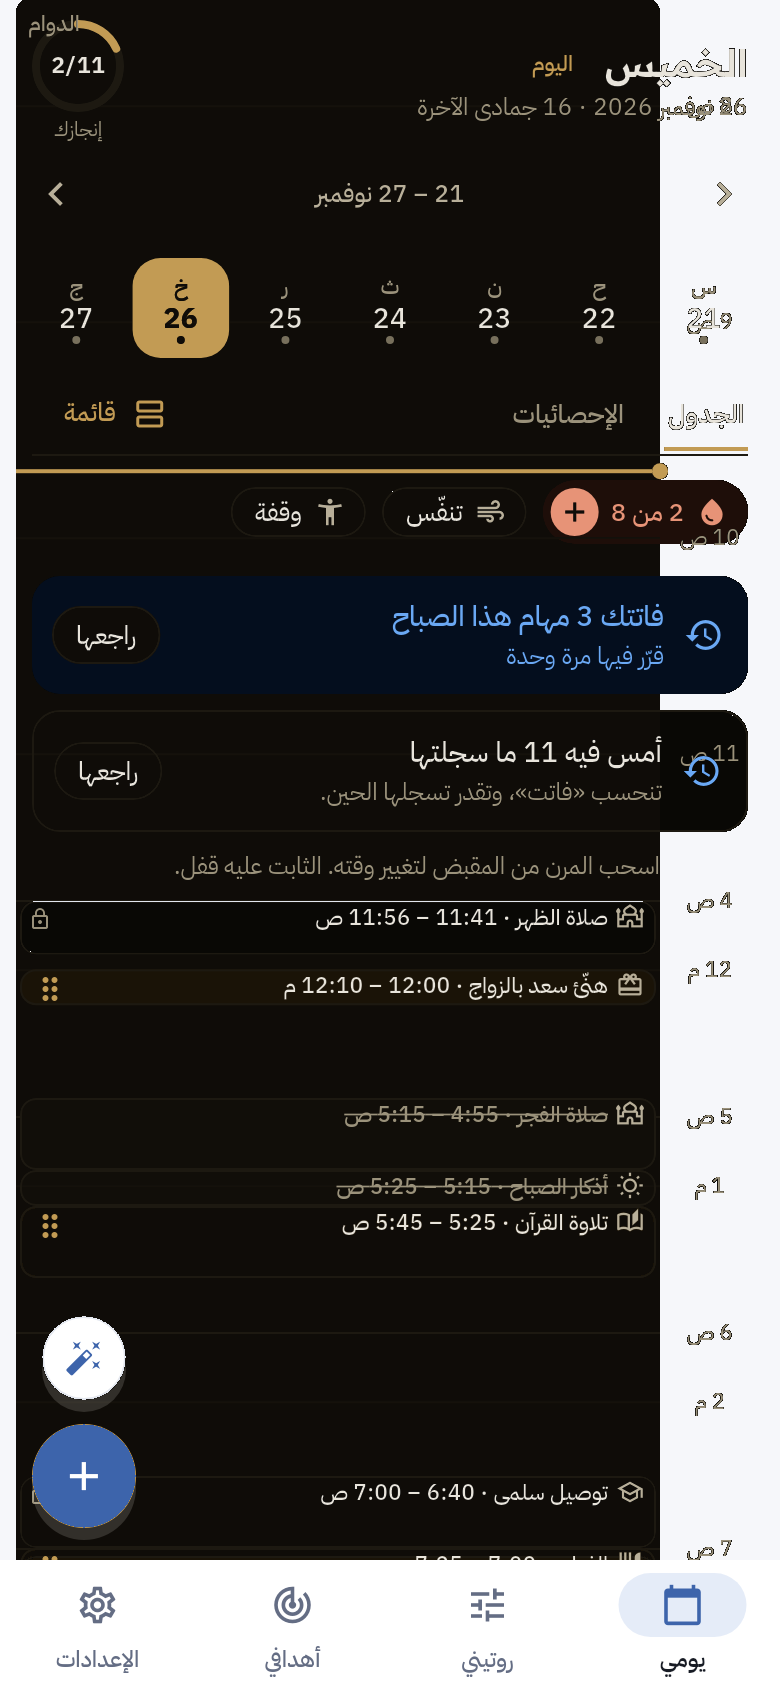 الدوام
2/11
إنجازك
الخميس
اليوم
26 نوفمبر 2026 · 16 جمادى الآخرة
21 – 27 نوفمبر
س
ح
22
ن
23
ث
24
ر
25
خ
26
ج
27
الجدول
الإحصائيات
قائمة
2 من 8
تنفّس
وقفة
10 ص
فاتتك 3 مهام هذا الصباح
قرّر فيها مرة وحدة
راجعها
11 ص
أمس فيه 11 ما سجلتها
تنحسب «فاتت»، وتقدر تسجلها الحين.
راجعها
اسحب المرن من المقبض لتغيير وقته. الثابت عليه قفل.
4 ص
صلاة الظهر · 11:41 – 11:56 ص
12 م
هنّئ سعد بالزواج · 12:00 – 12:10 م
5 ص
صلاة الفجر · 4:55 – 5:15 ص
1 م
أذكار الصباح · 5:15 – 5:25 ص
تلاوة القرآن · 5:25 – 5:45 ص
6 ص
2 م
توصيل سلمى · 6:40 – 7:00 ص
7 ص
يومي
روتيني
أهدافي
الإعدادات